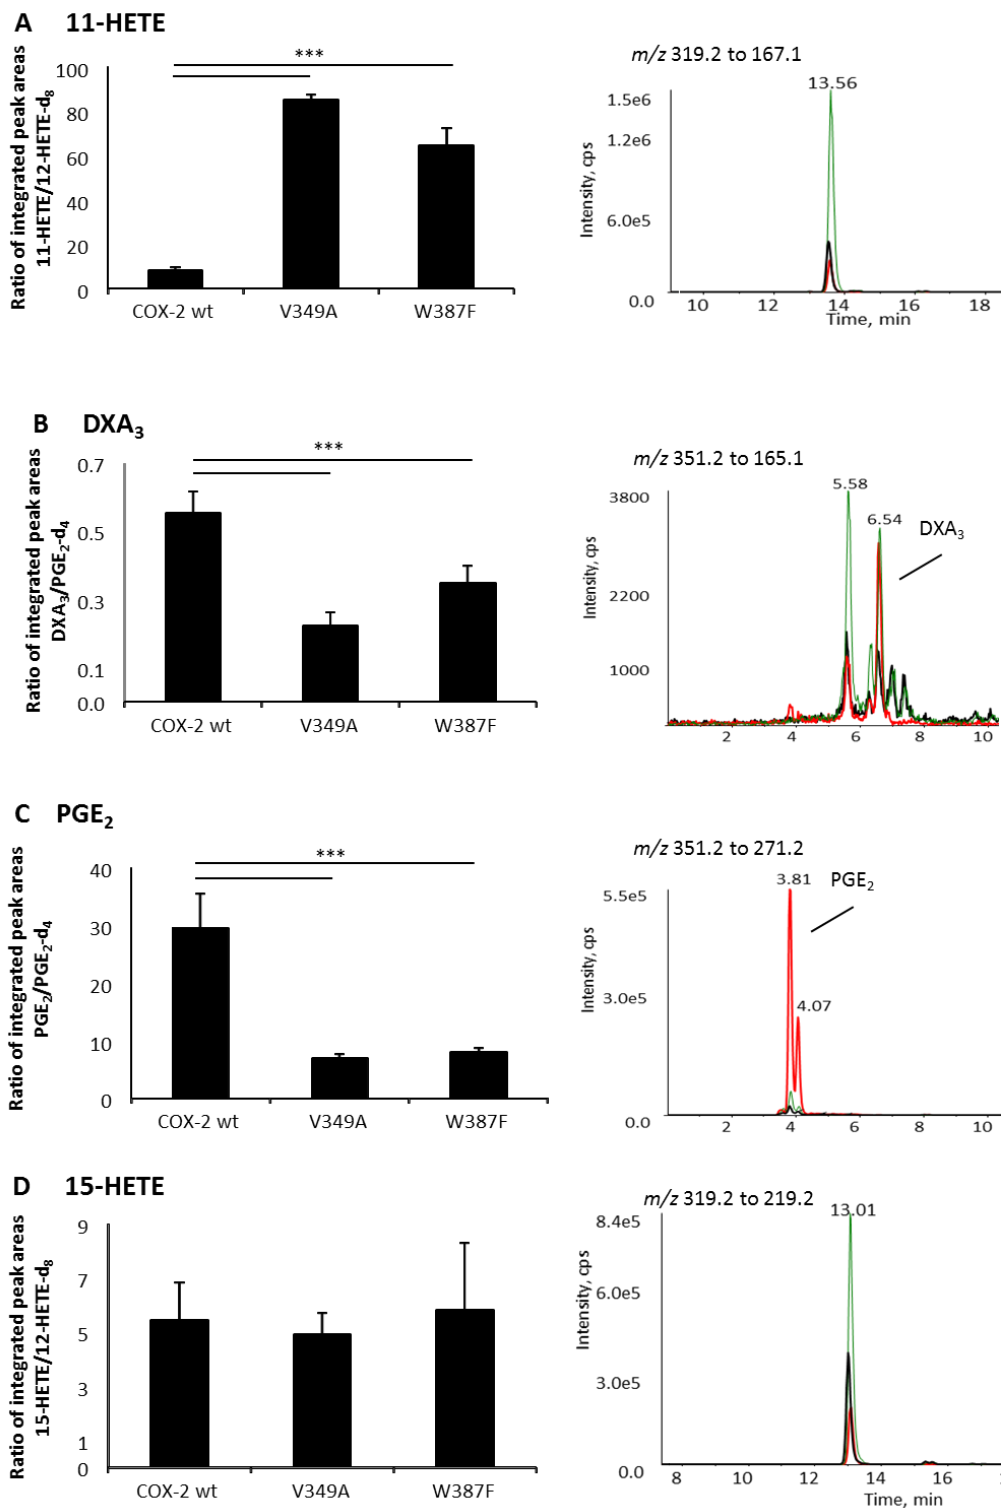 A 11-HETE
Ratio of integrated peak areas
11-HETE/12-HETE-d8
100
80
60
40
20
0
***
COX-2 wt V349A W387F
m/z 319.2 to 167.1
13.56
Intensity, cps
1.5e6
1.2e6
6.0e5
0.0
10 12 14 16 18
Time, min
B DXA3
Ratio of integrated peak areas
DXA3/PGE2-d4
0.7
0.5
0.3
0.1
0.0
***
COX-2 wt V349A W387F
m/z 351.2 to 165.1
5.58
6.54
DXA3
Intensity, cps
3800
2200
1000
2 4 6 8 10
C PGE2
Ratio of integrated peak areas
PGE2/PGE2-d4
40
30
20
10
0
***
COX-2 wt V349A W387F
m/z 351.2 to 271.2
3.81
PGE2
4.07
Intensity, cps
5.5e5
3.0e5
0.0
2 4 6 8 10
D 15-HETE
Ratio of integrated peak areas
15-HETE/12-HETE-d8
9
7
5
3
1
0
COX-2 wt V349A W387F
m/z 319.2 to 219.2
13.01
Intensity, cps
8.4e5
6.0e5
3.0e5
0.0
8 10 12 14 16
Time, min